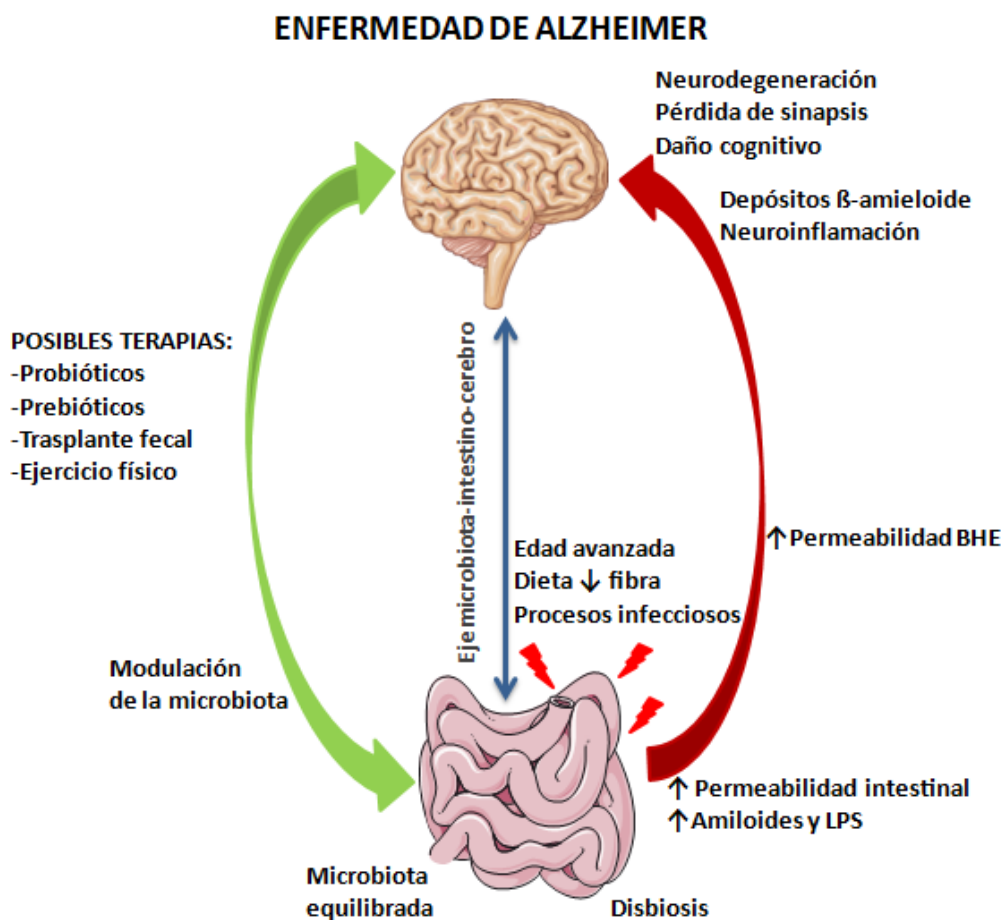 ENFERMEDAD DE ALZHEIMER
Neurodegeneración
Pérdida de sinapsis
Daño cognitivo
Depósitos ß-amieloide
Neuroinflamación
POSIBLES TERAPIAS:
-Probióticos
-Prebióticos
-Trasplante fecal
-Ejercicio físico
Eje microbiota-intestino-cerebro
↑Permeabilidad BHE
Edad avanzada
Dieta ↓ fibra
Procesos infecciosos
Modulación
de la microbiota
↑ Permeabilidad intestinal
↑Amiloides y LPS
Microbiota
equilibrada
Disbiosis